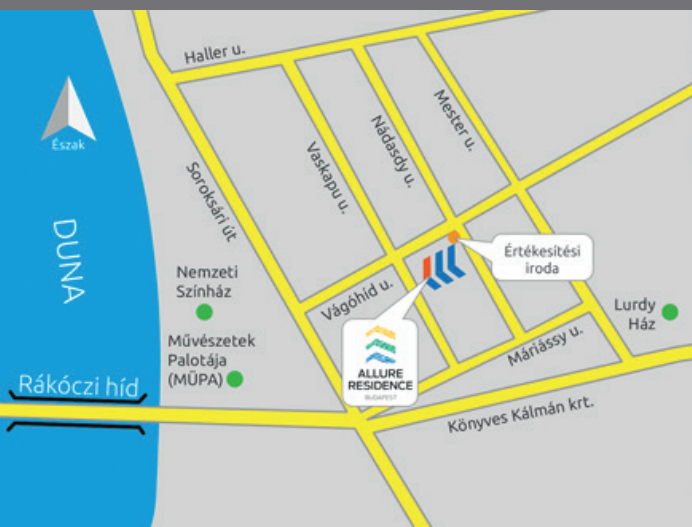 Haller u.
Észak
Mester u.
Nádasdy u.
Vaskapu u.
Soroksári út
DUNA
Értékesítési
iroda
Nemzeti
Színház
Vágóhíd u.
Lurdy
Ház
Művészetek
Palotája
(MŰPA)
Máriássy u.
ALLURE
RESIDENCE
BUDAPEST
Rákóczi híd
Könyves Kálmán krt.